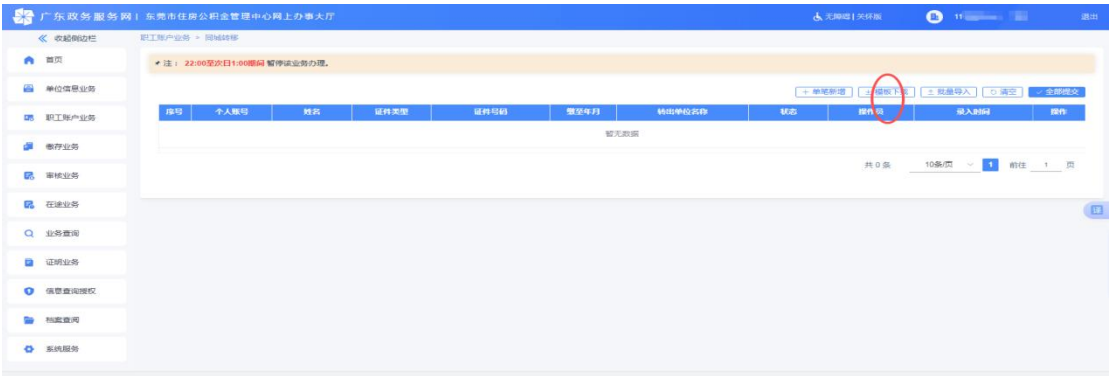 广东政务服务网 | 东莞市住房公积金管理中心网上办事大厅
无障碍 | 关怀版
11
退出
收起侧边栏
职工账户业务 > 同城转移
首页
注： 22:00至次日1:00期间 暂停该业务办理。
单位信息业务
+ 单笔新增 模板下载 批量导入 清空 全部提交
职工账户业务
序号 个人账号 姓名 证件类型 证件号码 缴至年月 转出单位名称 状态 操作员 录入时间 操作
暂无数据
缴存业务
共 0 条 10条/页 1 前往 1 页
审核业务
在途业务
译
业务查询
证明业务
信息查询授权
档案查询
系统服务